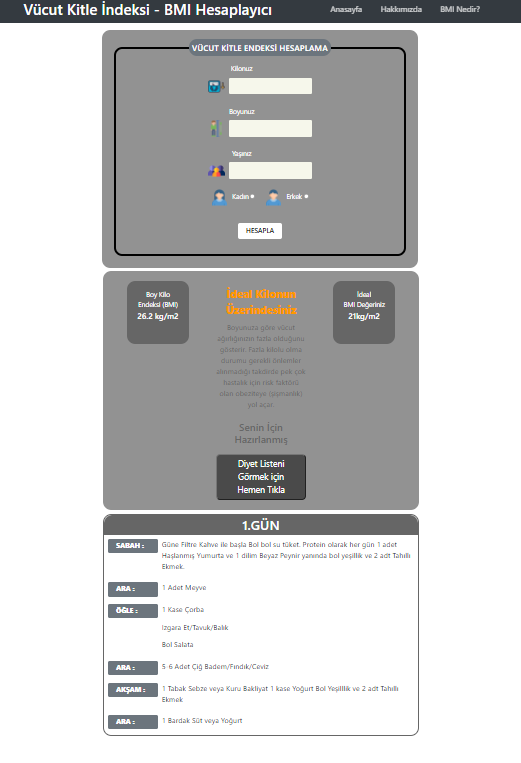 Vücut Kitle İndeksi - BMI Hesaplayıcı
Anasayfa
Hakkımızda
BMI Nedir?
VÜCUT KİTLE ENDEKSİ HESAPLAMA
Kilonuz
Boyunuz
Yaşınız
Kadın
Erkek
HESAPLA
Boy Kilo
Endeksi (BMI)
26.2 kg/m2
İdeal Kilonun
Üzerindesiniz
Boyunuza göre vücut
ağırlığınızın fazla olduğunu
gösterir. Fazla kilolu olma
durumu gerekli önlemler
alınmadığı takdirde pek çok
hastalık için risk faktörü
olan obeziteye (şişmanlık)
yol açar.
İdeal
BMI Değeriniz
21kg/m2
Senin İçin
Hazırlanmış
Diyet Listeni
Görmek için
Hemen Tıkla
1.GÜN
SABAH :
Güne Filtre Kahve ile başla Bol bol su tüket. Protein olarak her gün 1 adet
Haşlanmış Yumurta ve 1 dilim Beyaz Peynir yanında bol yeşillik ve 2 adt Tahıllı
Ekmek.
ARA :
1 Adet Meyve
ÖĞLE :
1 Kase Çorba
Izgara Et/Tavuk/Balık
Bol Salata
ARA :
5-6 Adet Çiğ Badem/Fındık/Ceviz
AKŞAM :
1 Tabak Sebze veya Kuru Bakliyat 1 kase Yoğurt Bol Yeşilllik ve 2 adt Tahıllı
Ekmek
ARA :
1 Bardak Süt veya Yoğurt